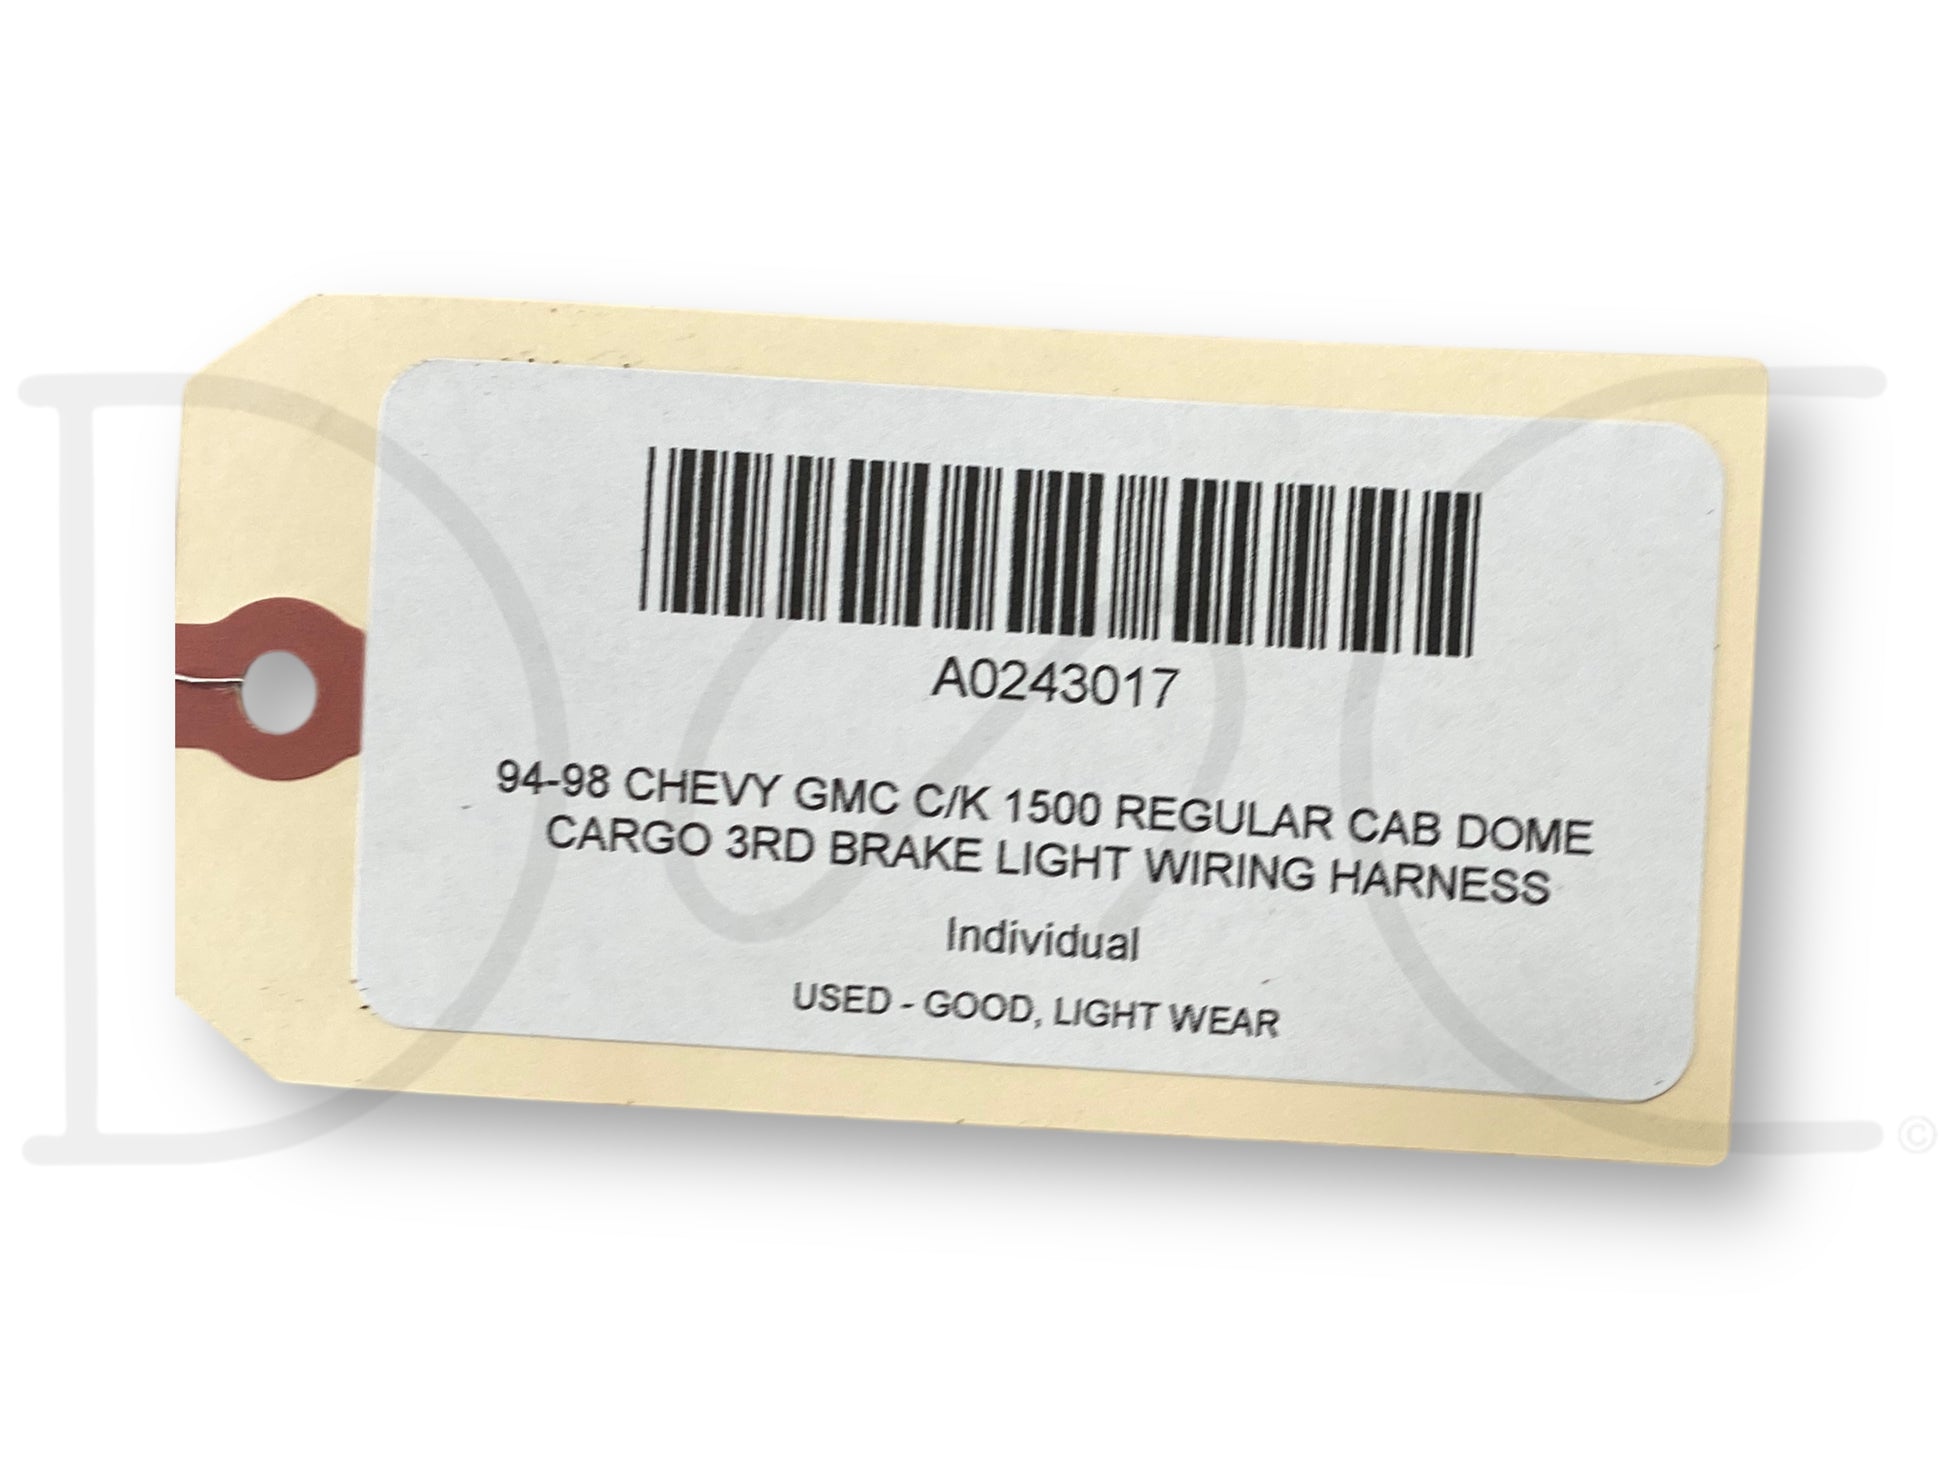 A0243017
94-98 CHEVY GMC C/K 1500 REGULAR CAB DOME
CARGO 3RD BRAKE LIGHT WIRING HARNESS
Individual
USED - GOOD, LIGHT WEAR
©